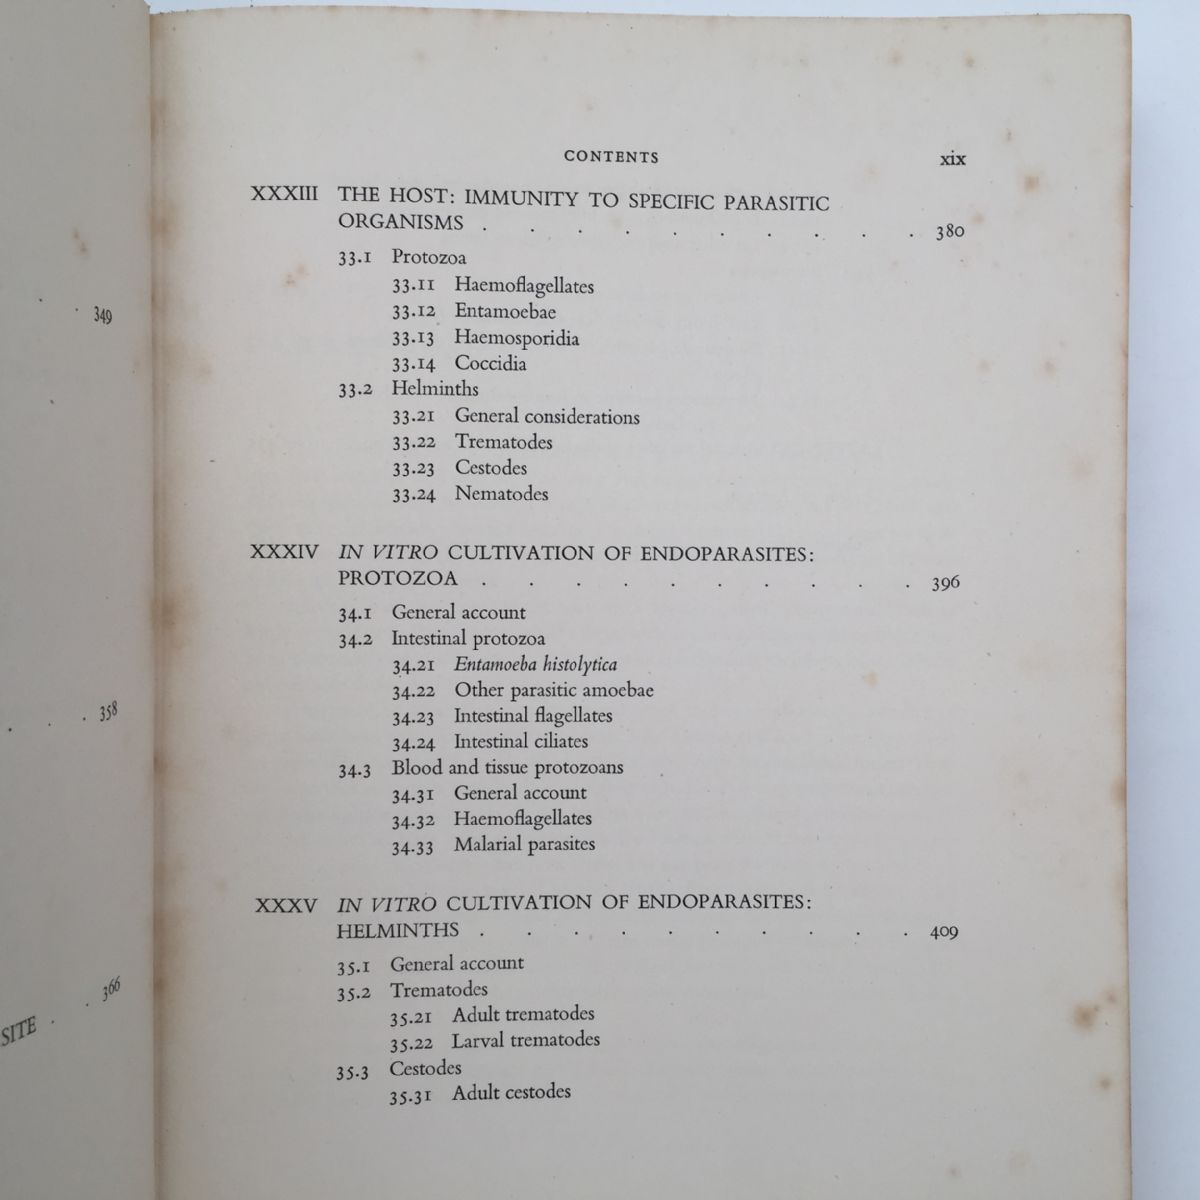 349
. . . 358
. . 366
SITE
CONTENTS xix
XXXIII THE HOST: IMMUNITY TO SPECIFIC PARASITIC
ORGANISMS . . . . . . . . . . 380
33.1 Protozoa
33.11 Haemoflagellates
33.12 Entamoebae
33.13 Haemosporidia
33.14 Coccidia
33.2 Helminths
33.21 General considerations
33.22 Trematodes
33.23 Cestodes
33.24 Nematodes
XXXIV IN VITRO CULTIVATION OF ENDOPARASITES:
PROTOZOA . . . . . . . . . . 396
34.1 General account
34.2 Intestinal protozoa
34.21 Entamoeba histolytica
34.22 Other parasitic amoebae
34.23 Intestinal flagellates
34.24 Intestinal ciliates
34.3 Blood and tissue protozoans
34.31 General account
34.32 Haemoflagellates
34.33 Malarial parasites
XXXV IN VITRO CULTIVATION OF ENDOPARASITES:
HELMINTHS . . . . . . . . . . 409
35.1 General account
35.2 Trematodes
35.21 Adult trematodes
35.22 Larval trematodes
35.3 Cestodes
35.31 Adult cestodes